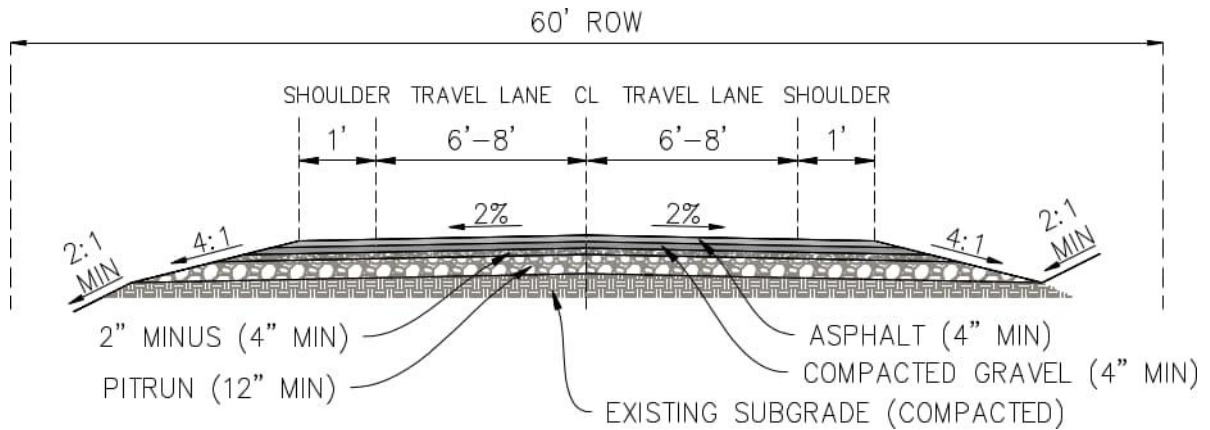 60' ROW
SHOULDER TRAVEL LANE CL TRAVEL LANE SHOULDER
1' 6'-8' 6'-8' 1'
2% 2%
2:1 MIN
4:1
4:1
2:1 MIN
2" MINUS (4" MIN)
ASPHALT (4" MIN)
PITRUN (12" MIN)
COMPACTED GRAVEL (4" MIN)
EXISTING SUBGRADE (COMPACTED)